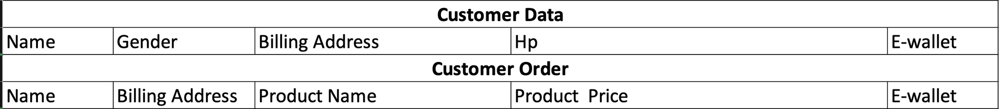 Customer Data
Name Gender Billing Address Hp E-wallet
Customer Order
Name Billing Address Product Name Product  Price E-wallet